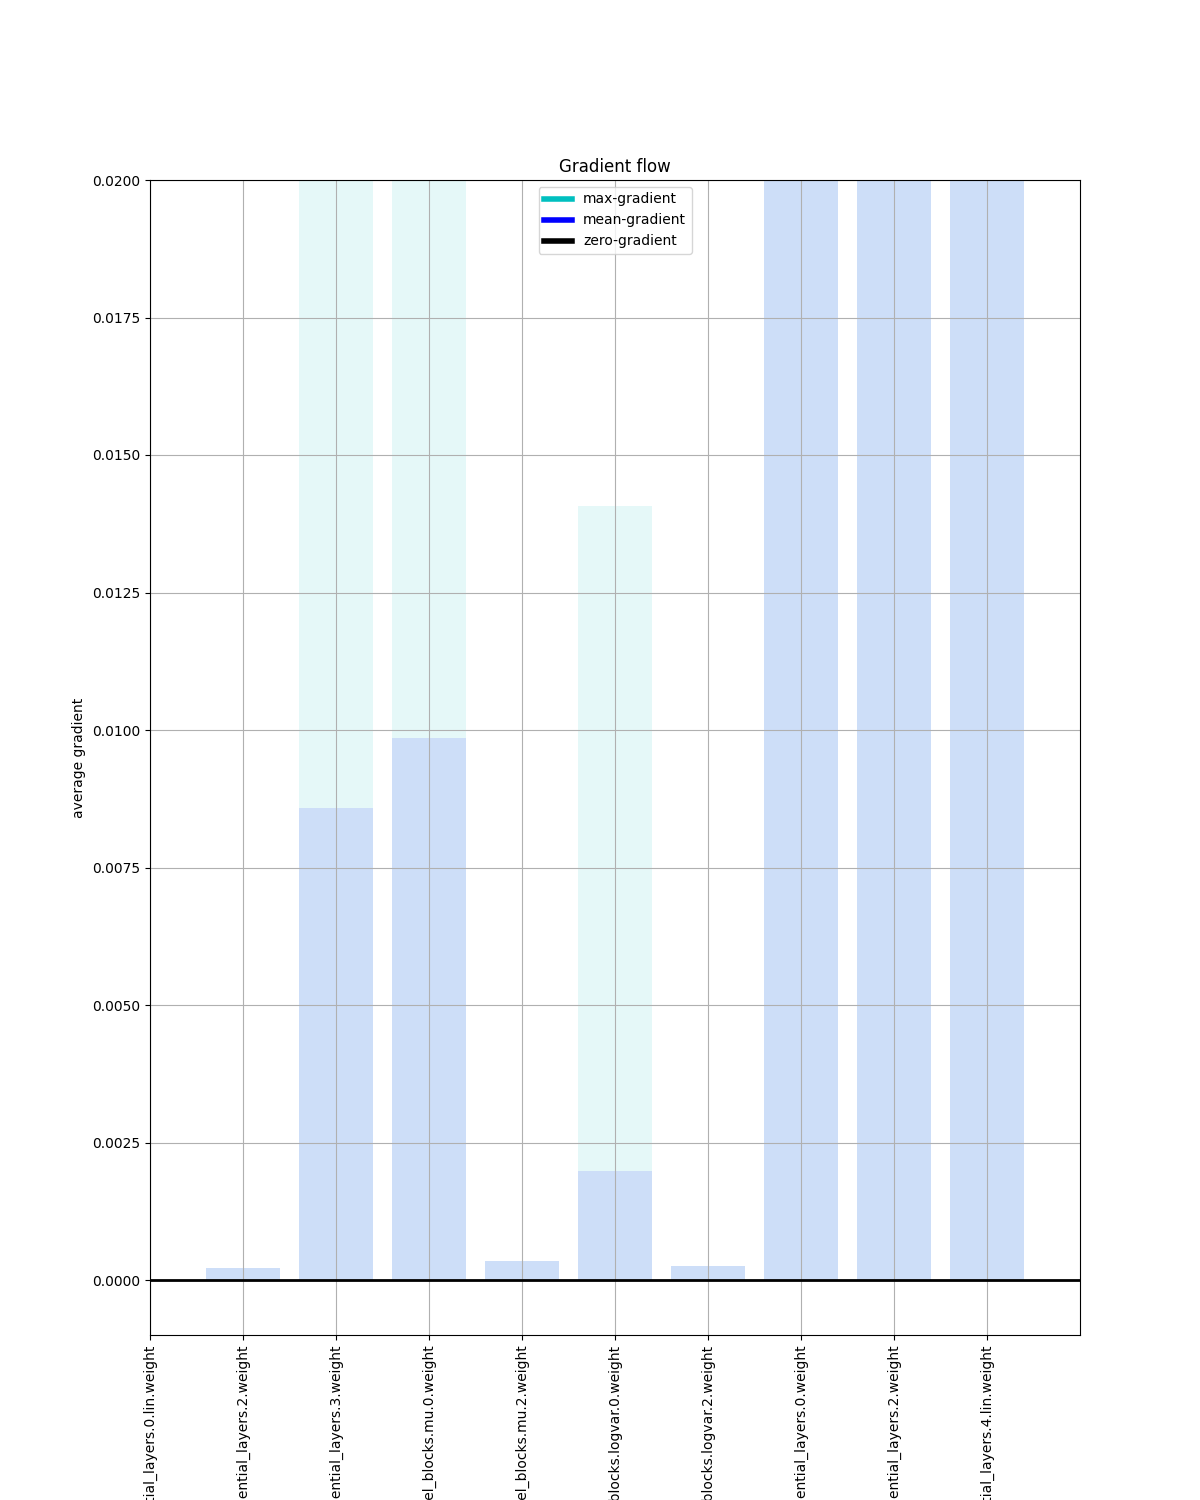 Gradient flow
max-gradient
mean-gradient
zero-gradient
0.0200
0.0175
0.0150
0.0125
0.0100
0.0075
0.0050
0.0025
0.0000
average gradient
tial_layers.0.lin.weight
ential_layers.2.weight
ential_layers.3.weight
el_blocks.mu.0.weight
el_blocks.mu.2.weight
blocks.logvar.0.weight
blocks.logvar.2.weight
ential_layers.0.weight
ential_layers.2.weight
tial_layers.4.lin.weight